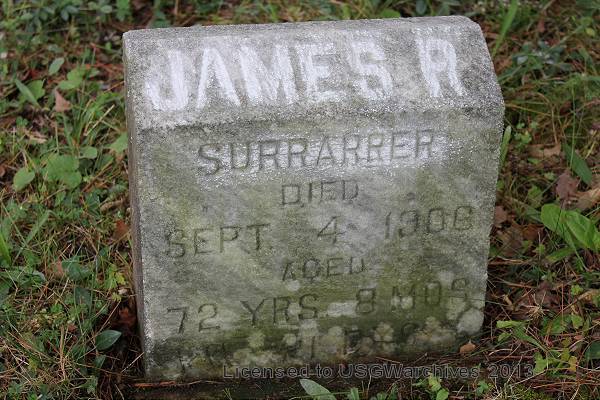 JAMES R
SURRARRER
DIED
SEPT. 4 1906
AGED
72 YRS 8 MOS
Licensed to USGWarchives 2013